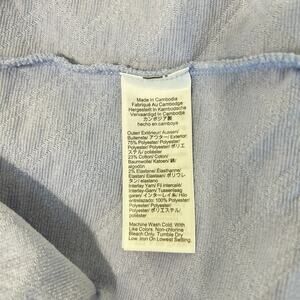 Made In Cambodia
Fabriqué Au Cambodge
Hergestellt In Kambodscha
Vervaardigd In Cambodja
カンボジア製
hecho en camboya
Outer/ Extérieur/ Aussen/
Buitenste/ アウター/ Exterior
75% Polyester/ Polyester/
Polyester/ Polyester/ ポリエ
ステル/ poliéster
23% Cotton/ Coton/
Baumwolle/ Katoen/ 綿/
algodón
2% Elastane/ Élasthanne/
Elastan/ Elastaan/ ポリウレ
タン/ elastano
Interlay Yarn/ Fil intercalé/
Interlay-Garn/ Tussenlaag
garen/ インターレイ糸/ Hilo
entrelazado 100% Polyester/
Polyester/ Polyester/
Polyester/ ポリエステル/
poliéster
Machine Wash Cold. With
Like Colors. Non-chlorine
Bleach Only. Tumble Dry
Low. Iron On Lowest Setting.